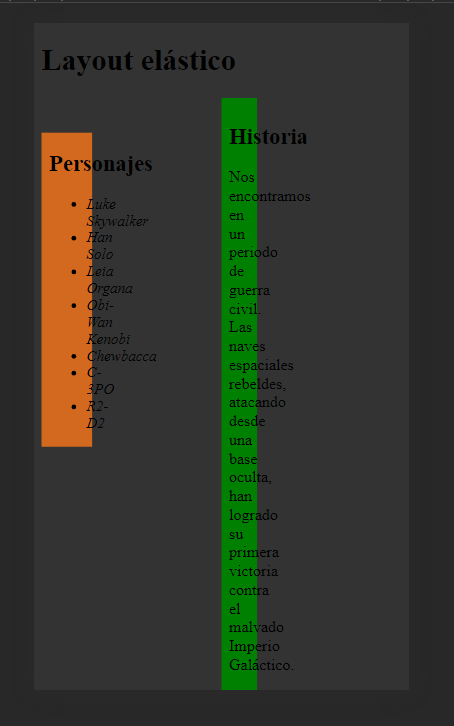 Layout elástico
Personajes
Luke
Skywalker
Han
Solo
Leia
Organa
Obi-
Wan
Kenobi
Chewbacca
C-
3PO
R2-
D2
Historia
Nos
encontramos
en
un
periodo
de
guerra
civil.
Las
naves
espaciales
rebeldes,
atacando
desde
una
base
oculta,
han
logrado
su
primera
victoria
contra
el
malvado
Imperio
Galáctico.